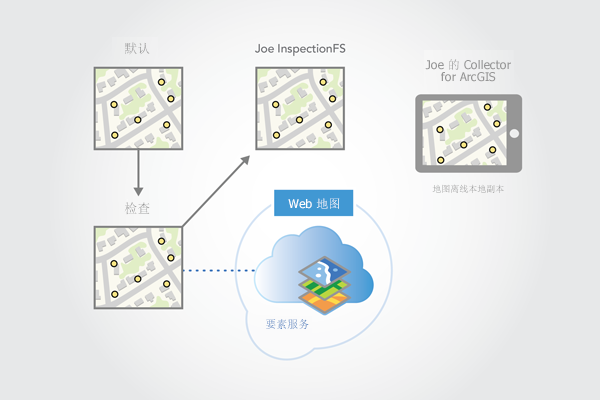 默认
Joe InspectionFS
Joe 的 Collector
for ArcGIS
地图离线本地副本
检查
Web 地图
要素服务